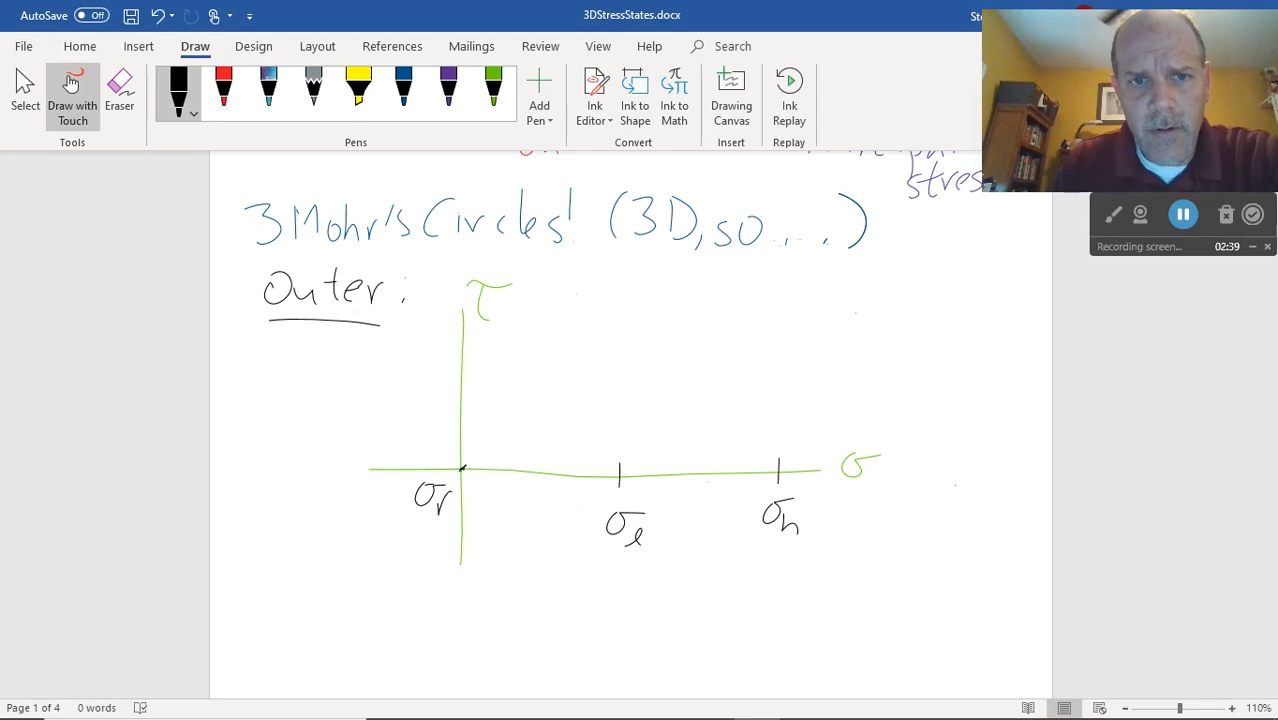 AutoSave Off
3DStressStates.docx
File Home Insert Draw Design Layout References Mailings Review View Help Search
Select
Draw with Touch
Eraser
Add Pen
Ink Editor
Ink to Shape
Ink to Math
Drawing Canvas
Ink Replay
Tools Pens Convert Insert Replay
Recording screen... 02:39
3 Mohr's Circles! (3D, so ....)
Outer:
τ
σ
σr
σl
σh
Page 1 of 4 0 words 110%